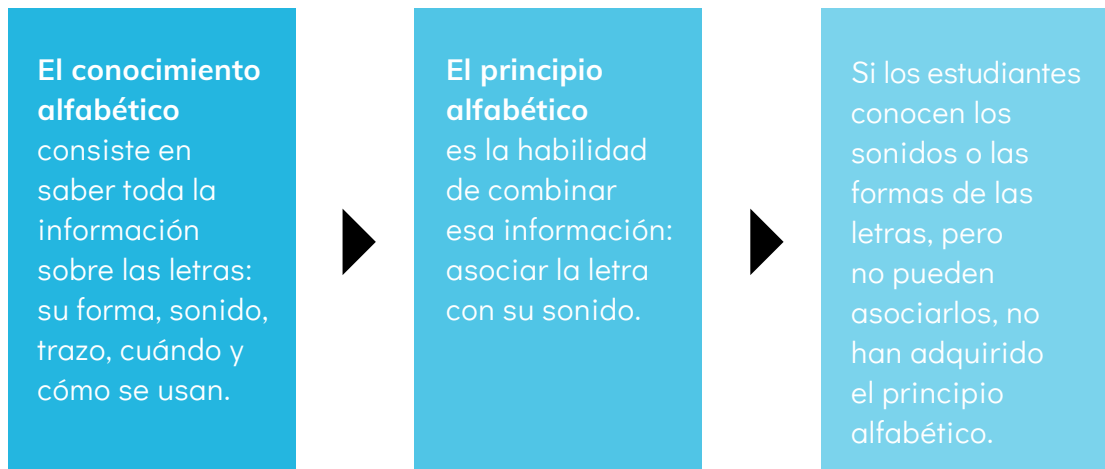 El conocimiento
alfabético
consiste en
saber toda la
información
sobre las letras:
su forma, sonido,
trazo, cuándo y
cómo se usan.
El principio
alfabético
es la habilidad
de combinar
esa información:
asociar la letra
con su sonido.
Si los estudiantes
conocen los
sonidos o las
formas de las
letras, pero
no pueden
asociarlos, no
han adquirido
el principio
alfabético.